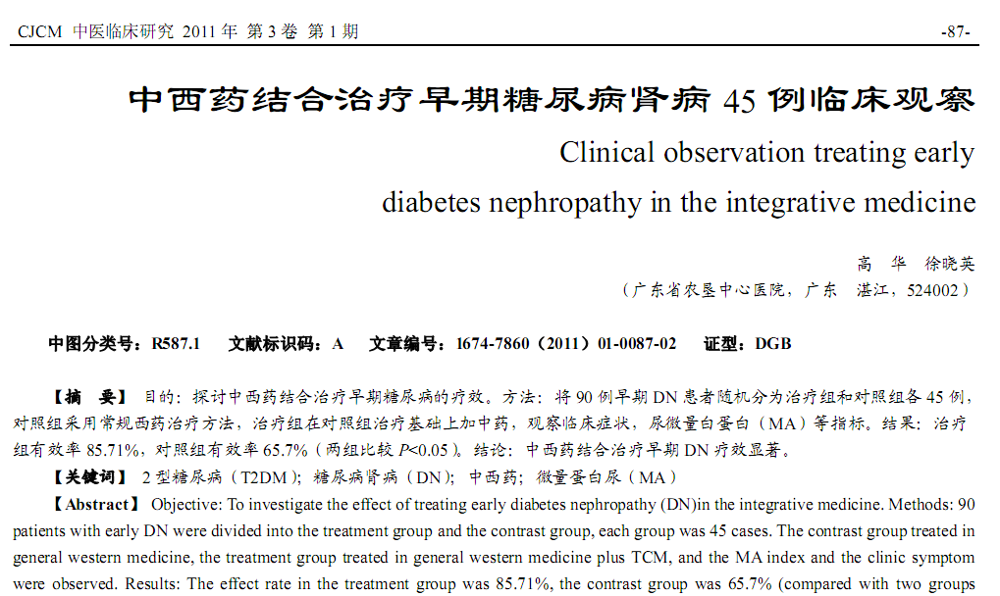 CJCM 中医临床研究 2011 年 第 3 卷 第 1 期 -87-
中西药结合治疗早期糖尿病肾病 45 例临床观察
Clinical observation treating early
diabetes nephropathy in the integrative medicine
高 华 徐晓英
（广东省农垦中心医院，广东 湛江，524002）
中图分类号：R587.1 文献标识码：A 文章编号：1674-7860（2011）01-0087-02 证型：DGB
【摘 要】 目的：探讨中西药结合治疗早期糖尿病的疗效。方法：将 90 例早期 DN 患者随机分为治疗组和对照组各 45 例，
对照组采用常规西药治疗方法，治疗组在对照组治疗基础上加中药，观察临床症状，尿微量白蛋白（MA）等指标。结果：治疗
组有效率 85.71%，对照组有效率 65.7%（两组比较 P<0.05）。结论：中西药结合治疗早期 DN 疗效显著。
【关键词】 2 型糖尿病（T2DM）；糖尿病肾病（DN）；中西药；微量蛋白尿（MA）
【Abstract】 Objective: To investigate the effect of treating early diabetes nephropathy (DN)in the integrative medicine. Methods: 90
patients with early DN were divided into the treatment group and the contrast group, each group was 45 cases. The contrast group treated in
general western medicine, the treatment group treated in general western medicine plus TCM, and the MA index and the clinic symptom
were observed. Results: The effect rate in the treatment group was 85.71%, the contrast group was 65.7% (compared with two groups